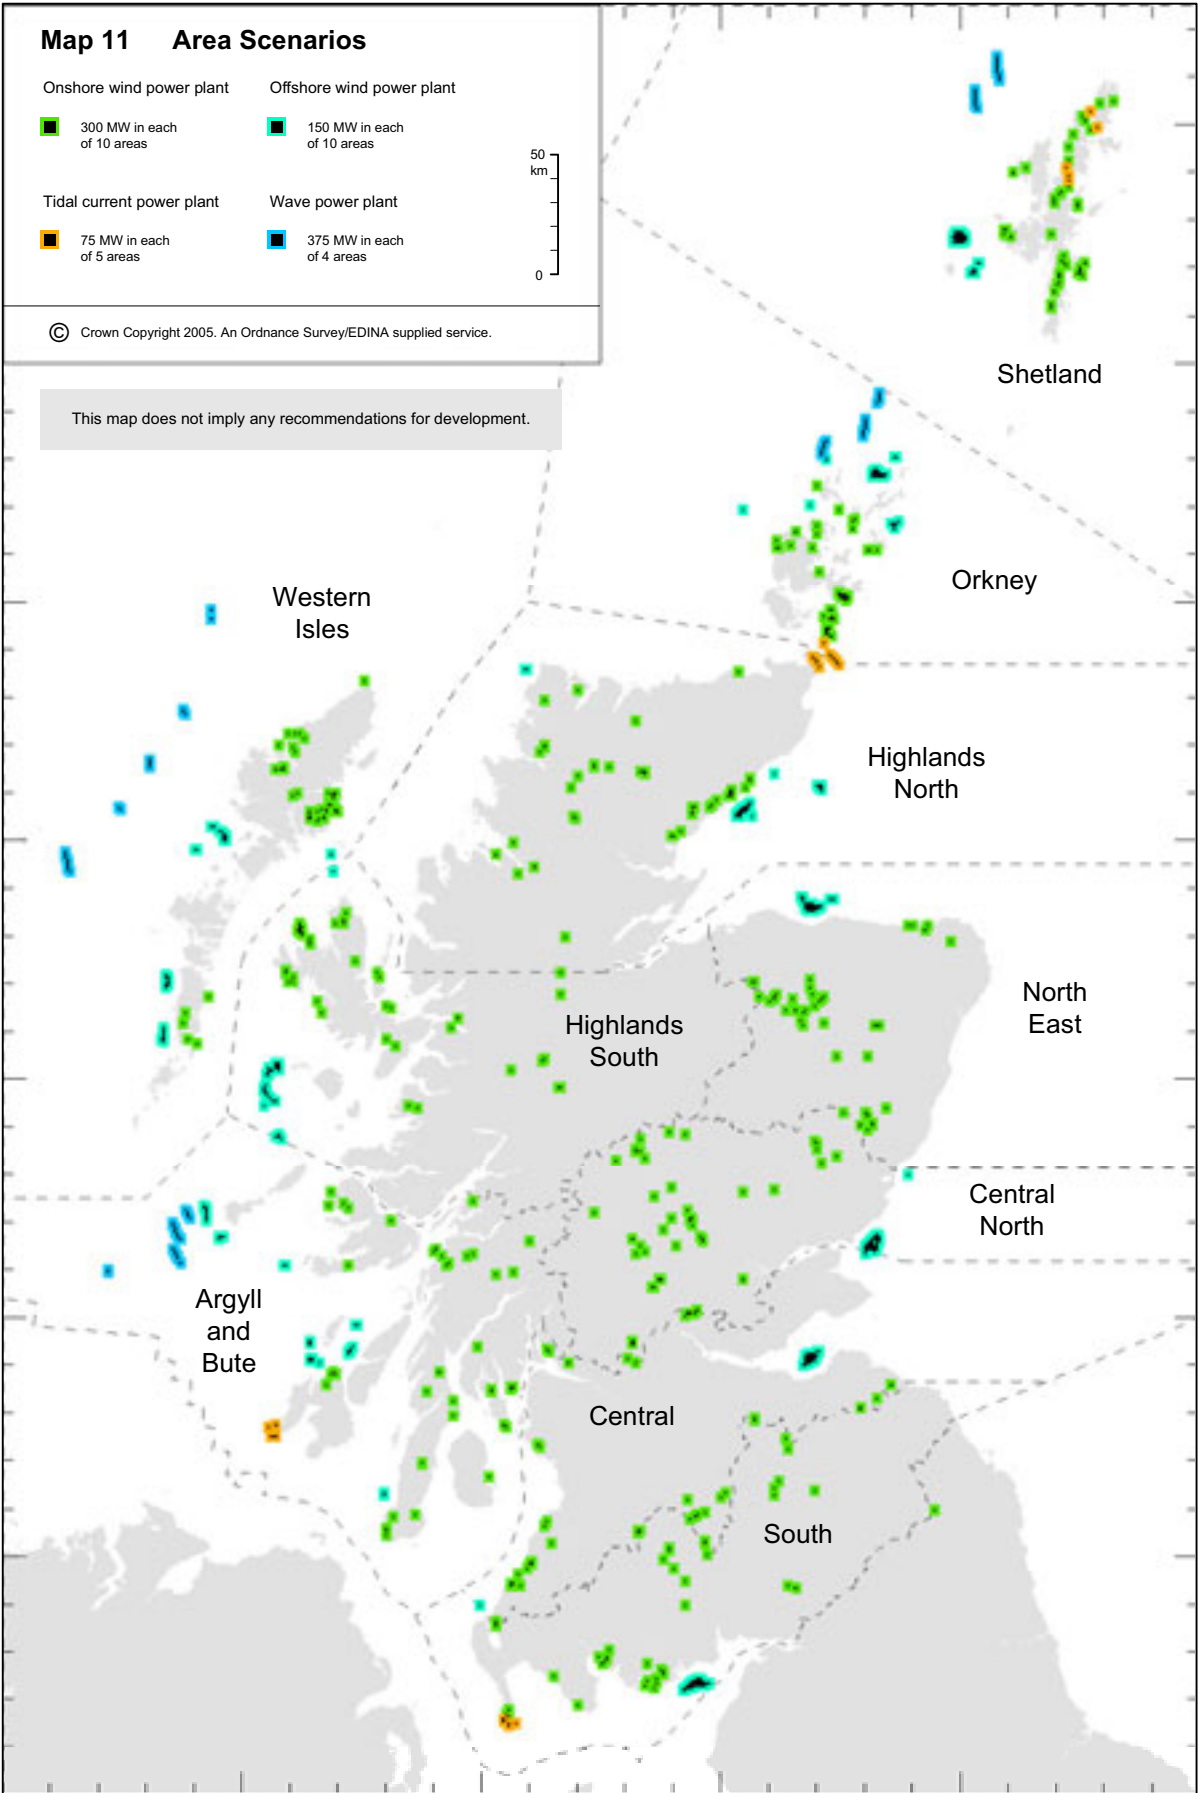 Map 11 Area Scenarios
Onshore wind power plant
Offshore wind power plant
300 MW in each
of 10 areas
150 MW in each
of 10 areas
Tidal current power plant
Wave power plant
75 MW in each
of 5 areas
375 MW in each
of 4 areas
50
km
0
© Crown Copyright 2005. An Ordnance Survey/EDINA supplied service.
This map does not imply any recommendations for development.
Shetland
Orkney
Western
Isles
Highlands
North
North
East
Highlands
South
Central
North
Argyll
and
Bute
Central
South